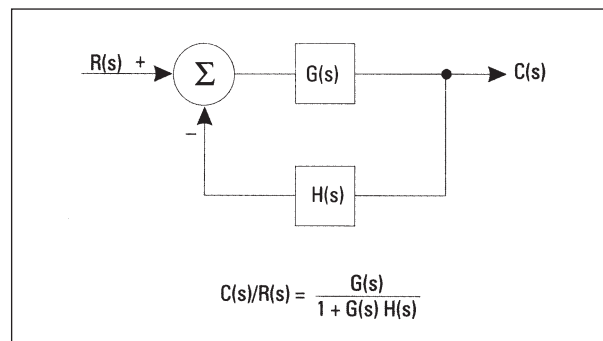 R(s) +
Σ
G(s)
C(s)
–
H(s)
C(s)/R(s) = G(s)
1 + G(s) H(s)